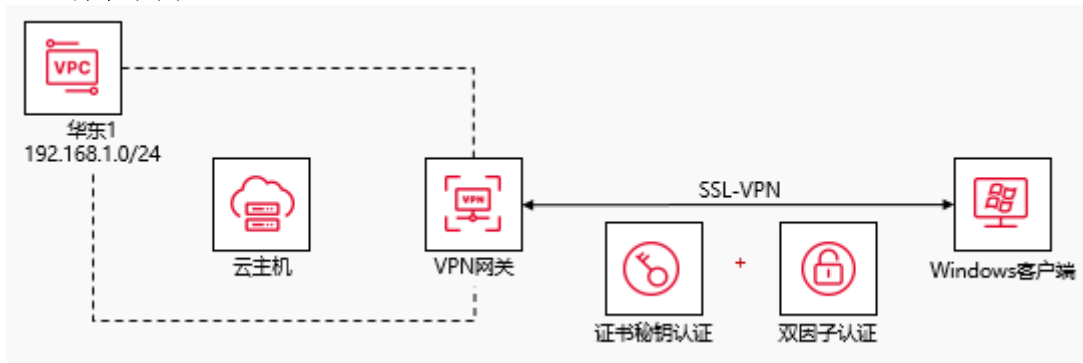 VPC
华东1
192.168.1.0/24
云主机
VPN
VPN网关
SSL-VPN
+
证书秘钥认证
双因子认证
Windows客户端